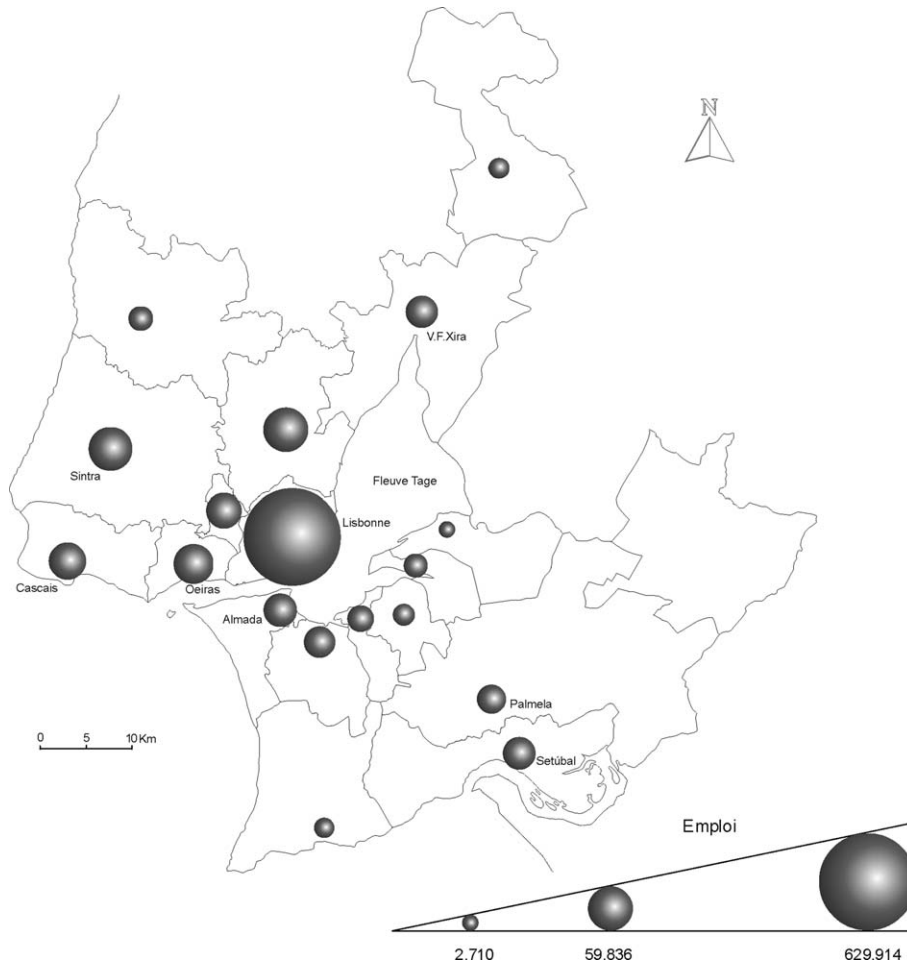 N
V.F.Xira
Sintra
Fleuve Tage
Lisbonne
Cascais
Oeiras
Almada
Palmela
0 5 10 Km
Setúbal
Emploi
2.710 59.836 629.914